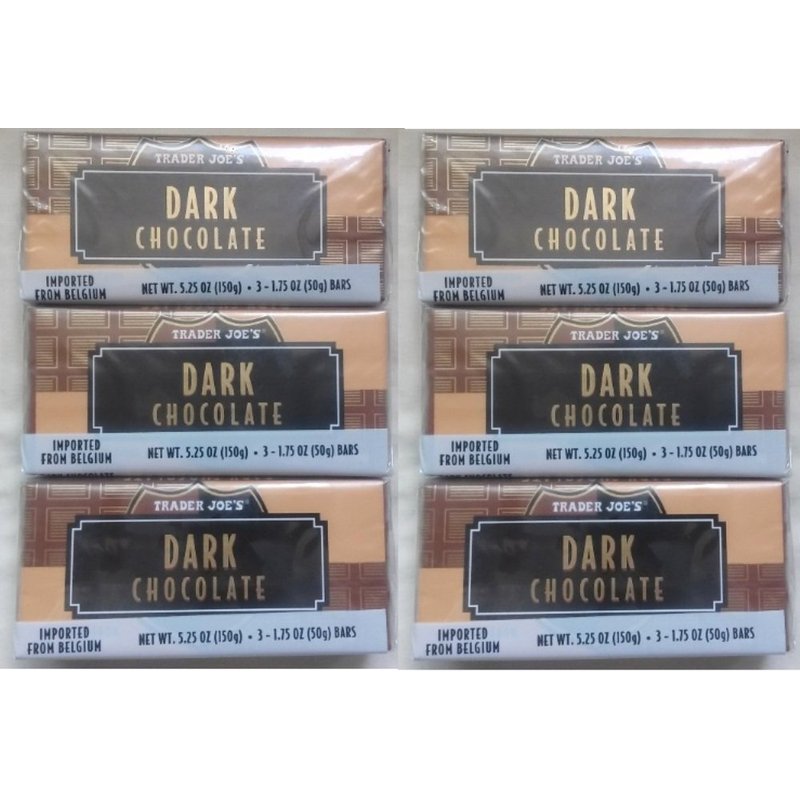 TRADER JOE'S
DARK
CHOCOLATE
IMPORTED
FROM BELGIUM
NET WT. 5.25 OZ (150g) • 3 - 1.75 OZ (50g) BARS
TRADER JOE'S
DARK
CHOCOLATE
IMPORTED
FROM BELGIUM
NET WT. 5.25 OZ (150g) • 3 - 1.75 OZ (50g) BARS
TRADER JOE'S®
DARK
CHOCOLATE
IMPORTED
FROM BELGIUM
NET WT. 5.25 OZ (150g) • 3 - 1.75 OZ (50g) BARS
TRADER JOE'S®
DARK
CHOCOLATE
IMPORTED
FROM BELGIUM
NET WT. 5.25 OZ (150g) • 3 - 1.75 OZ (50g) BARS
CHOCOLATE
TRADER JOE'S®
DARK
CHOCOLATE
IMPORTED
FROM BELGIUM
NET WT. 5.25 OZ (150g) • 3 - 1.75 OZ (50g) BARS
CHOCOLATE
TRADER JOE'S®
DARK
CHOCOLATE
IMPORTED
FROM BELGIUM
NET WT. 5.25 OZ (150g) • 3 - 1.75 OZ (50g) BARS